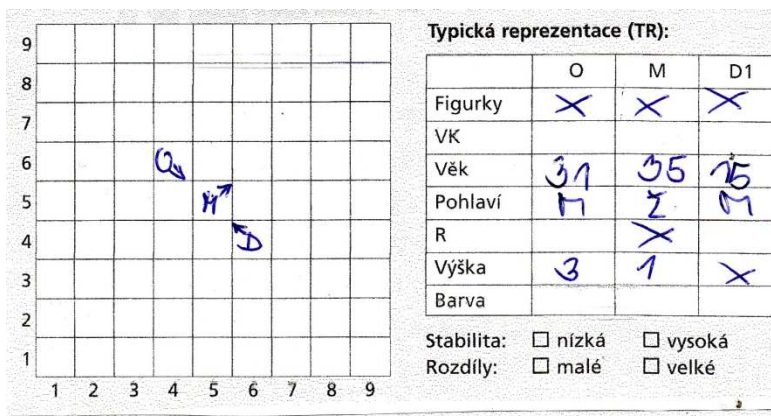 9
8
7
6
5
4
3
2
1
1 2 3 4 5 6 7 8 9
O
M
D
Typická reprezentace (TR):
O M D1
Figurky X X X
VK
Věk 31 35 15
Pohlaví M Ž M
R X
Výška 3 1 X
Barva
Stabilita: ☐ nízká ☐ vysoká
Rozdíly: ☐ malé ☐ velké